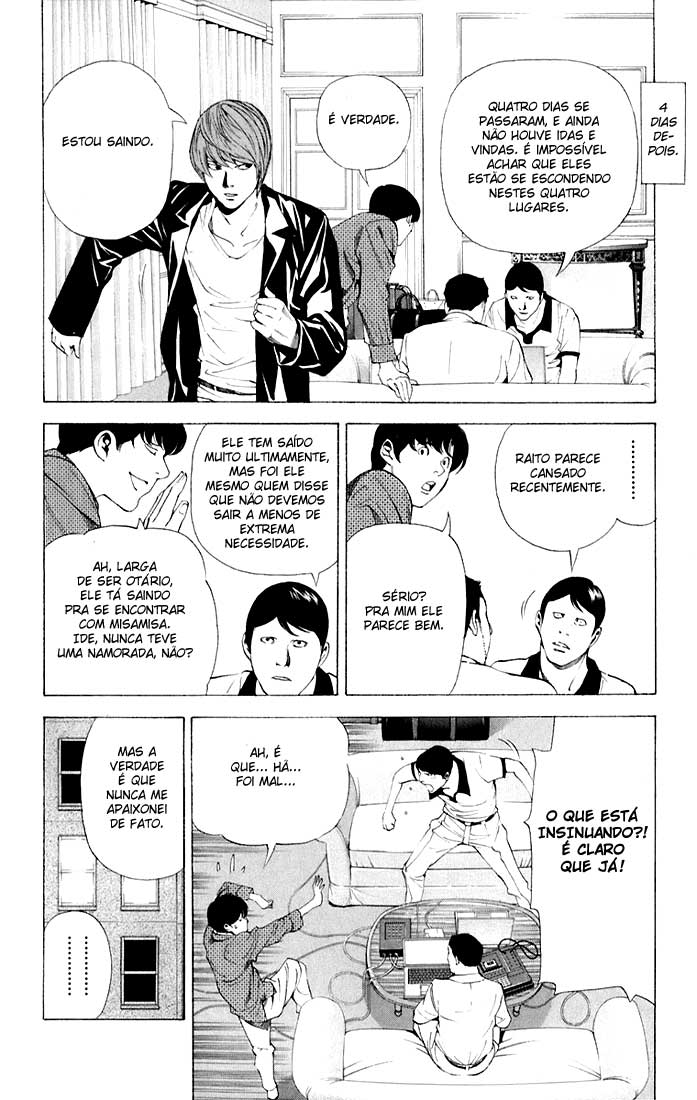 4
DIAS
DE-
POIS.
QUATRO DIAS SE
PASSARAM, E AINDA
NÃO HOUVE IDAS E
VINDAS. É IMPOSSÍVEL
ACHAR QUE ELES
ESTÃO SE ESCONDENDO
NESTES QUATRO
LUGARES.
É VERDADE.
ESTOU SAINDO.
..........
RAITO PARECE
CANSADO
RECENTEMENTE.
SÉRIO?
PRA MIM ELE
PARECE BEM.
ELE TEM SAÍDO
MUITO ULTIMAMENTE,
MAS FOI ELE
MESMO QUEM DISSE
QUE NÃO DEVEMOS
SAIR A MENOS DE
EXTREMA
NECESSIDADE.
AH, LARGA
DE SER OTÁRIO,
ELE TÁ SAINDO
PRA SE ENCONTRAR
COM MISAMISA.
IDE, NUNCA TEVE
UMA NAMORADA, NÃO?
O QUE ESTÁ
INSINUANDO?!
É CLARO
QUE JÁ!
AH, É
QUE... HÃ...
FOI MAL...
MAS A
VERDADE
É QUE
NUNCA ME
APAIXONEI
DE FATO.
..........